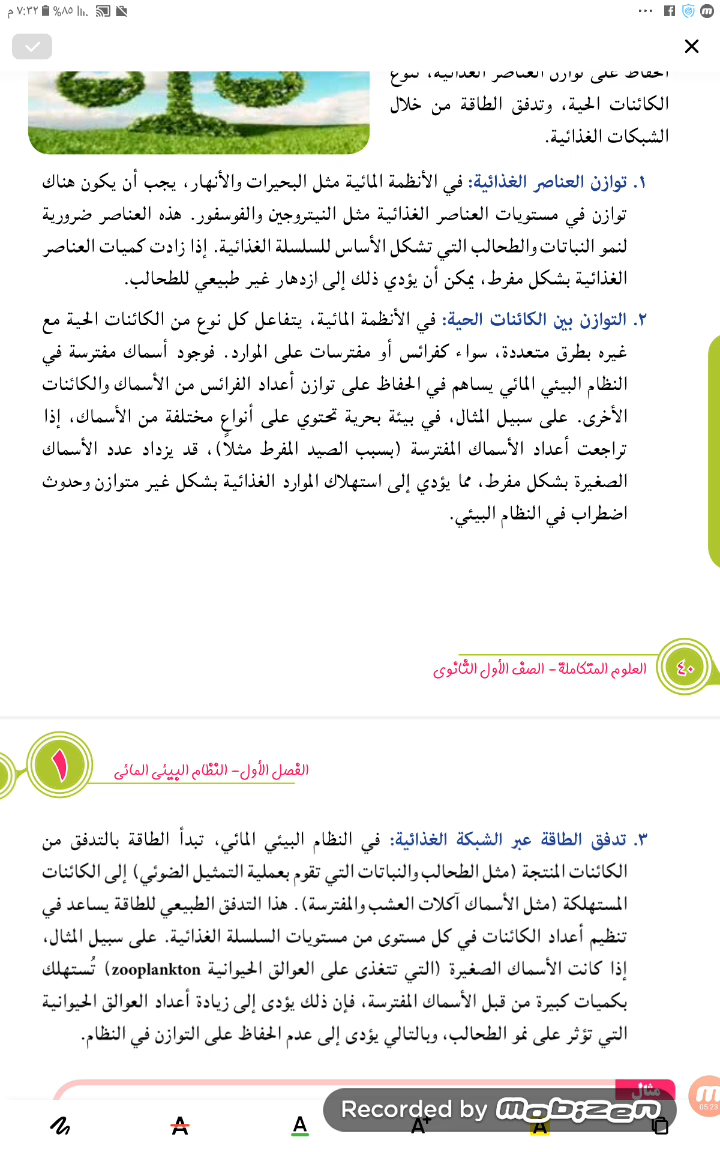 ٧:٣٢ م %٨٥
الحفاظ على توازن العناصر الغذائية، تنوع
الكائنات الحية، وتدفق الطاقة من خلال
الشبكات الغذائية.
١. توازن العناصر الغذائية: في الأنظمة المائية مثل البحيرات والأنهار، يجب أن يكون هناك
توازن في مستويات العناصر الغذائية مثل النيتروجين والفوسفور. هذه العناصر ضرورية
لنمو النباتات والطحالب التي تشكل الأساس للسلسلة الغذائية. إذا زادت كميات العناصر
الغذائية بشكل مفرط، يمكن أن يؤدي ذلك إلى ازدهار غير طبيعي للطحالب.
٢. التوازن بين الكائنات الحية: في الأنظمة المائية، يتفاعل كل نوع من الكائنات الحية مع
غيره بطرق متعددة، سواء كفرائس أو مفترسات على الموارد. فوجود أسماك مفترسة في
النظام البيئي المائي يساهم في الحفاظ على توازن أعداد الفرائس من الأسماك والكائنات
الأخرى. على سبيل المثال، في بيئة بحرية تحتوي على أنواعٍ مختلفة من الأسماك، إذا
تراجعت أعداد الأسماك المفترسة (بسبب الصيد المفرط مثلاً)، قد يزداد عدد الأسماك
الصغيرة بشكل مفرط، مما يؤدي إلى استهلاك الموارد الغذائية بشكل غير متوازن وحدوث
اضطراب في النظام البيئي.
٤٠
العلوم المتكاملة - الصف الأول الثانوى
١
الفصل الأول- النظام البيئى المائى
٣. تدفق الطاقة عبر الشبكة الغذائية: في النظام البيئي المائي، تبدأ الطاقة بالتدفق من
الكائنات المنتجة (مثل الطحالب والنباتات التي تقوم بعملية التمثيل الضوئي) إلى الكائنات
المستهلكة (مثل الأسماك آكلات العشب والمفترسة). هذا التدفق الطبيعي للطاقة يساعد في
تنظيم أعداد الكائنات في كل مستوى من مستويات السلسلة الغذائية. على سبيل المثال،
إذا كانت الأسماك الصغيرة (التي تتغذى على العوالق الحيوانية zooplankton) تُستهلك
بكميات كبيرة من قبل الأسماك المفترسة، فإن ذلك يؤدى إلى زيادة أعداد العوالق الحيوانية
التي تؤثر على نمو الطحالب، وبالتالي يؤدى إلى عدم الحفاظ على التوازن في النظام.
مثال
05:23
Recorded by mobizen
A A A+ A